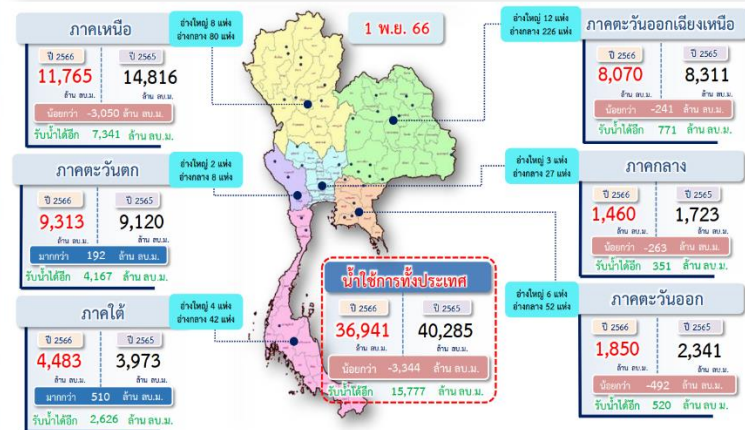 1 พ.ย. 66
ภาคเหนือ
ปี 2566 ปี 2565
11,765 14,816
ล้าน ลบ.ม. ล้าน ลบ.ม.
น้อยกว่า -3,050 ล้าน ลบ.ม.
รับน้ำได้อีก 7,341 ล้าน ลบ.ม.
อ่างใหญ่ 8 แห่ง
อ่างกลาง 80 แห่ง
อ่างใหญ่ 12 แห่ง
อ่างกลาง 226 แห่ง
ภาคตะวันออกเฉียงเหนือ
ปี 2566 ปี 2565
8,070 8,311
ล้าน ลบ.ม. ล้าน ลบ.ม.
น้อยกว่า -241 ล้าน ลบ.ม.
รับน้ำได้อีก 771 ล้าน ลบ.ม.
ภาคตะวันตก
ปี 2566 ปี 2565
9,313 9,120
ล้าน ลบ.ม. ล้าน ลบ.ม.
มากกว่า 192 ล้าน ลบ.ม.
รับน้ำได้อีก 4,167 ล้าน ลบ.ม.
อ่างใหญ่ 2 แห่ง
อ่างกลาง 8 แห่ง
อ่างใหญ่ 3 แห่ง
อ่างกลาง 27 แห่ง
ภาคกลาง
ปี 2566 ปี 2565
1,460 1,723
ล้าน ลบ.ม. ล้าน ลบ.ม.
น้อยกว่า -263 ล้าน ลบ.ม.
รับน้ำได้อีก 351 ล้าน ลบ.ม.
ภาคใต้
ปี 2566 ปี 2565
4,483 3,973
ล้าน ลบ.ม. ล้าน ลบ.ม.
มากกว่า 510 ล้าน ลบ.ม.
รับน้ำได้อีก 2,626 ล้าน ลบ.ม.
อ่างใหญ่ 4 แห่ง
อ่างกลาง 42 แห่ง
น้ำใช้การทั้งประเทศ
ปี 2566 ปี 2565
36,941 40,285
ล้าน ลบ.ม. ล้าน ลบ.ม.
น้อยกว่า -3,344 ล้าน ลบ.ม.
รับน้ำได้อีก 15,777 ล้าน ลบ.ม.
อ่างใหญ่ 6 แห่ง
อ่างกลาง 52 แห่ง
ภาคตะวันออก
ปี 2566 ปี 2565
1,850 2,341
ล้าน ลบ.ม. ล้าน ลบ.ม.
น้อยกว่า -492 ล้าน ลบ.ม.
รับน้ำได้อีก 520 ล้าน ลบ.ม.